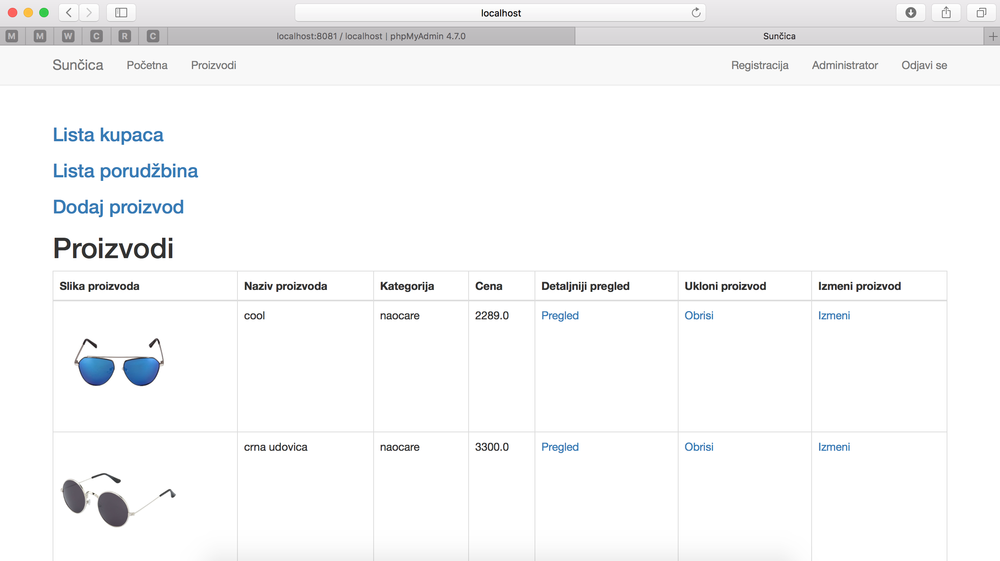 localhost
M M W C R C localhost:8081 / localhost | phpMyAdmin 4.7.0 Sunčica
Sunčica Početna Proizvodi Registracija Administrator Odjavi se
Lista kupaca
Lista porudžbina
Dodaj proizvod
Proizvodi
Slika proizvoda Naziv proizvoda Kategorija Cena Detaljniji pregled Ukloni proizvod Izmeni proizvod
cool naocare 2289.0 Pregled Obrisi Izmeni
crna udovica naocare 3300.0 Pregled Obrisi Izmeni